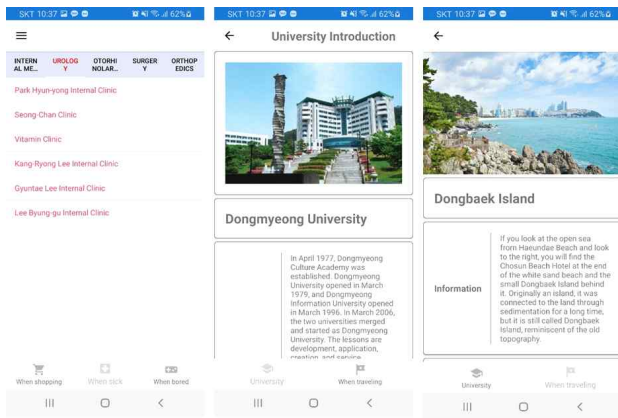 SKT 10:37
62%
INTERN
AL ME...
UROLOG
Y
OTORHI
NOLAR...
SURGER
Y
ORTHOP
EDICS
Park Hyun-yong Internal Clinic
Seong-Chan Clinic
Vitamin Clinic
Kang-Ryong Lee Internal Clinic
Gyuntae Lee Internal Clinic
Lee Byung-gu Internal Clinic
When shopping
When sick
When bored
SKT 10:37
62%
University Introduction
Dongmyeong University
In April 1977, Dongmyeong
Culture Academy was
established. Dongmyeong
University opened in March
1979, and Dongmyeong
Information University opened
in March 1996. In March 2006,
the two universities merged
and started as Dongmyeong
University. The lessons are
development, application,
creation, and service
University
When traveling
SKT 10:37
62%
Dongbaek Island
Information
If you look at the open sea
from Haeundae Beach and look
to the right, you will find the
Chosun Beach Hotel at the end
of the white sand beach and the
small Dongbaek Island behind
it. Originally an island, it was
connected to the land through
sedimentation for a long time,
but it is still called Dongbaek
Island, reminiscent of the old
topography.
University
When traveling